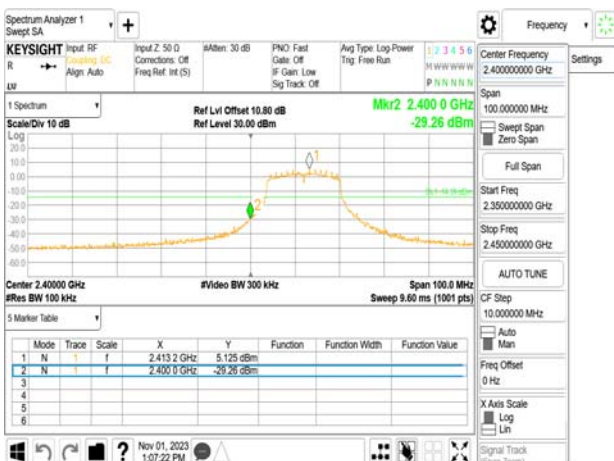 Spectrum Analyzer 1
Swept SA
Frequency
KEYSIGHT
Input: RF
Coupling: DC
Align: Auto
Input Z: 50 Ω
Corrections: Off
Freq Ref: Int (S)
#Atten: 30 dB
PNO: Fast
Gate: Off
IF Gain: Low
Sig Track: Off
Avg Type: Log-Power
Trig: Free Run
1 2 3 4 5 6
M W W W W W
P N N N N N
R
LXI
Center Frequency
2.400000000 GHz
Settings
Span
100.000000 MHz
Swept Span
Zero Span
Full Span
Start Freq
2.350000000 GHz
Stop Freq
2.450000000 GHz
AUTO TUNE
CF Step
10.000000 MHz
Auto
Man
Freq Offset
0 Hz
X Axis Scale
Log
Lin
Signal Track
1 Spectrum
Scale/Div 10 dB
Ref Lvl Offset 10.80 dB
Ref Level 30.00 dBm
Mkr2 2.400 0 GHz
-29.26 dBm
Log
20.0
10.0
0.00
-10.0
-20.0
-30.0
-40.0
-50.0
-60.0
1
2
Center 2.40000 GHz
#Res BW 100 kHz
#Video BW 300 kHz
Span 100.0 MHz
Sweep 9.60 ms (1001 pts)
5 Marker Table
Mode Trace Scale X Y Function Function Width Function Value
1 N 1 f 2.413 2 GHz 5.125 dBm
2 N 1 f 2.400 0 GHz -29.26 dBm
3
4
5
6
?
Nov 01, 2023
1:07:22 PM